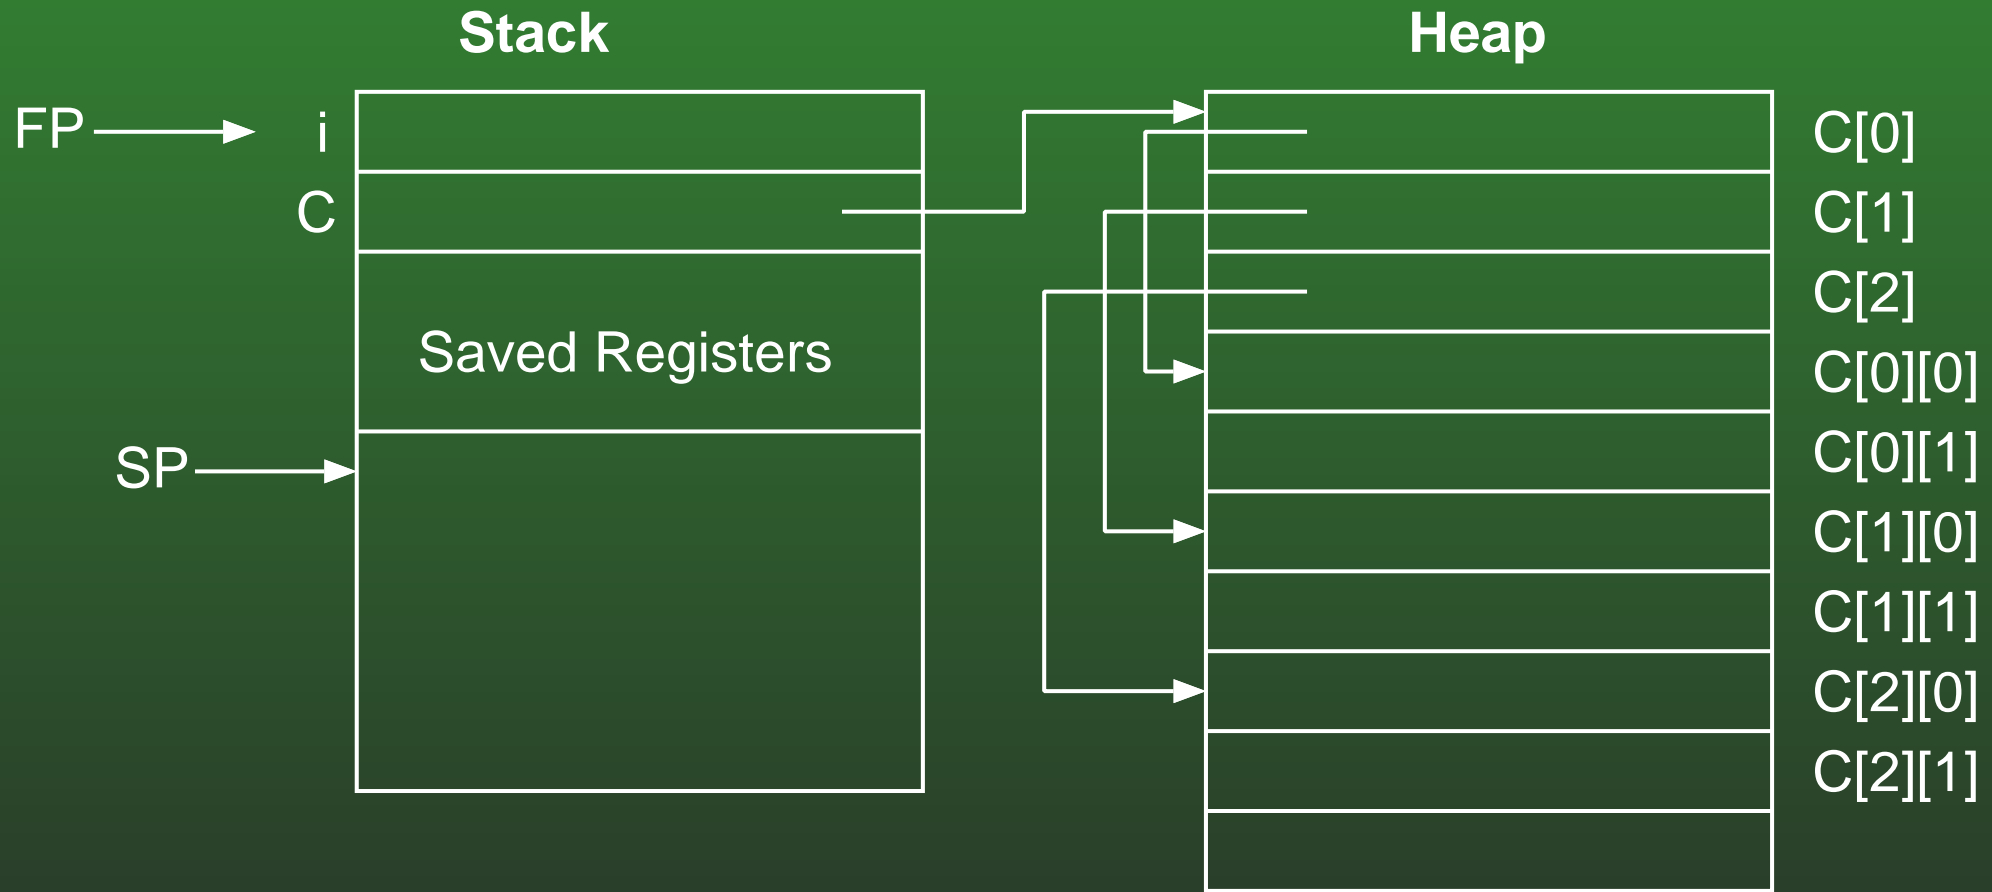 Stack
Heap
FP
i
C[0]
C
C[1]
C[2]
Saved Registers
C[0][0]
SP
C[0][1]
C[1][0]
C[1][1]
C[2][0]
C[2][1]